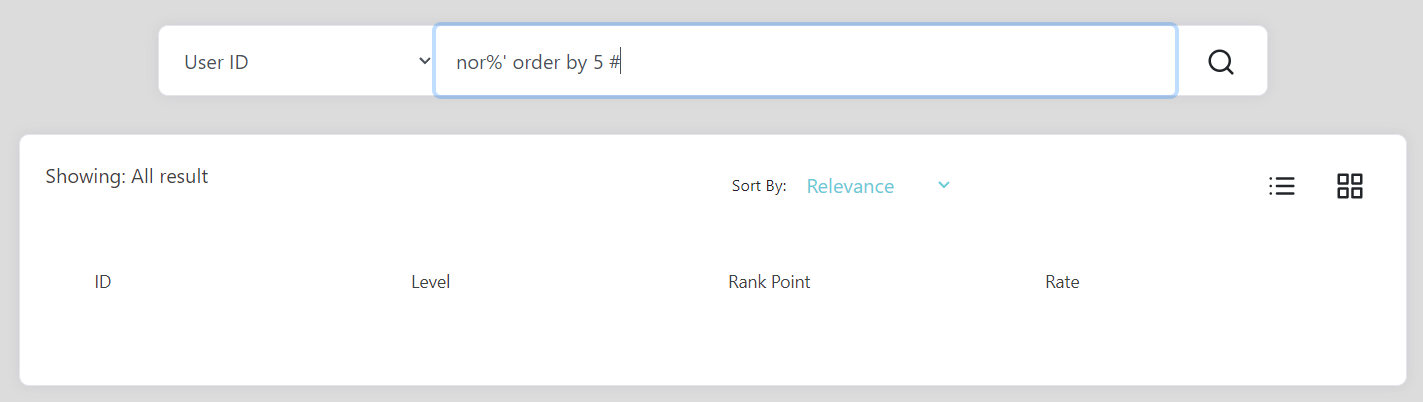 User ID
nor%' order by 5 #
Showing: All result
Sort By: Relevance
ID Level Rank Point Rate